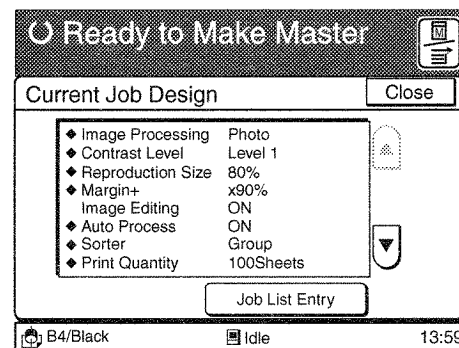 Ready to Make Master
M
Current Job Design Close
◆ Image Processing Photo
◆ Contrast Level Level 1
◆ Reproduction Size 80%
◆ Margin+ x90%
Image Editing ON
◆ Auto Process ON
◆ Sorter Group
◆ Print Quantity 100Sheets
Job List Entry
B4/Black Idle 13:59